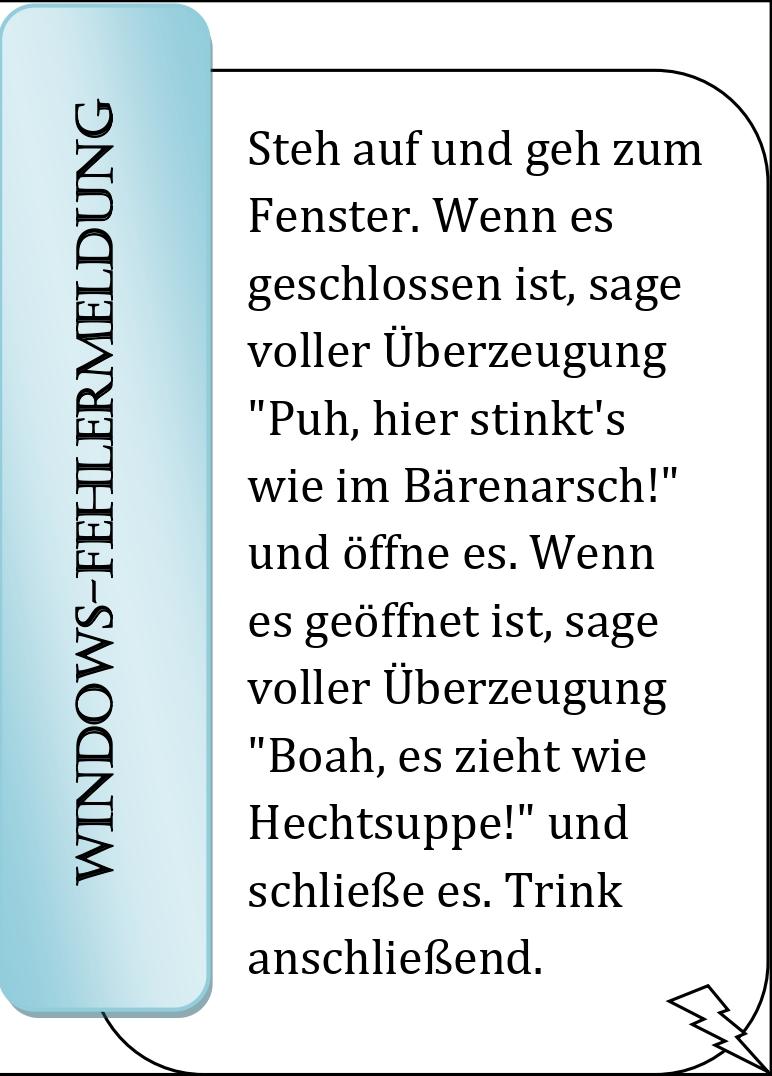 WINDOWS-FEHLERMELDUNG
Steh auf und geh zum
Fenster. Wenn es
geschlossen ist, sage
voller Überzeugung
"Puh, hier stinkt's
wie im Bärenarsch!"
und öffne es. Wenn
es geöffnet ist, sage
voller Überzeugung
"Boah, es zieht wie
Hechtsuppe!" und
schließe es. Trink
anschließend.